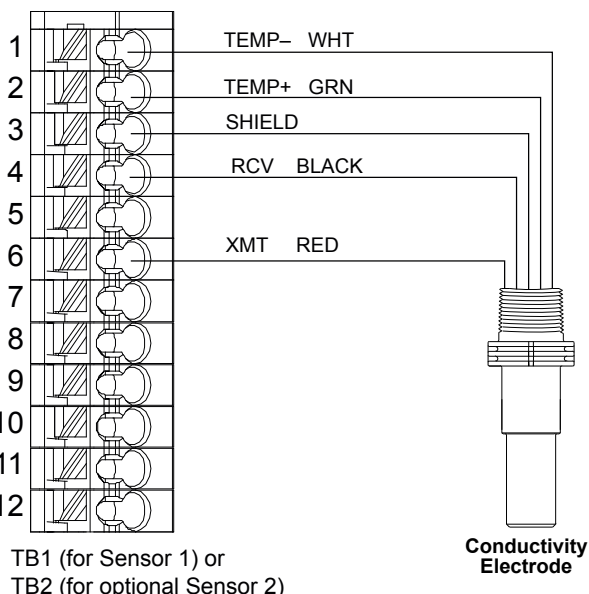 1 TEMP– WHT
2 TEMP+ GRN
3 SHIELD
4 RCV BLACK
5
6 XMT RED
7
8
9
10
11
12
TB1 (for Sensor 1) or
TB2 (for optional Sensor 2)
Conductivity
Electrode